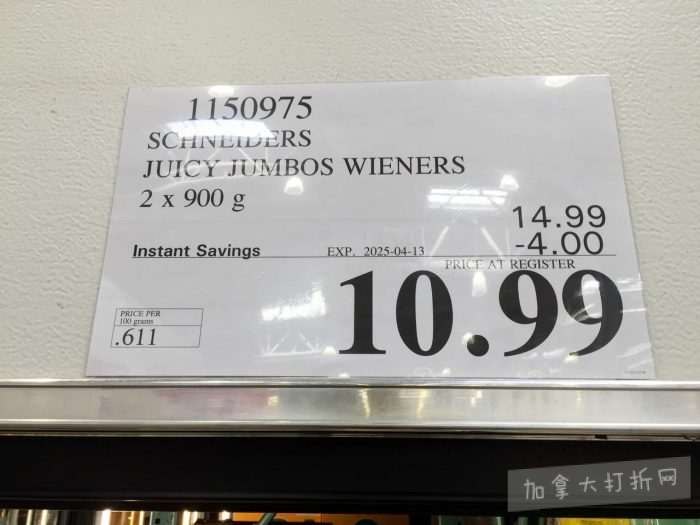 1150975
SCHNEIDERS
JUICY JUMBOS WIENERS
2 x 900 g
14.99
-4.00
Instant Savings EXP. 2025-04-13
PRICE AT REGISTER
10.99
PRICE PER
100 grams
.611
加拿大打折网